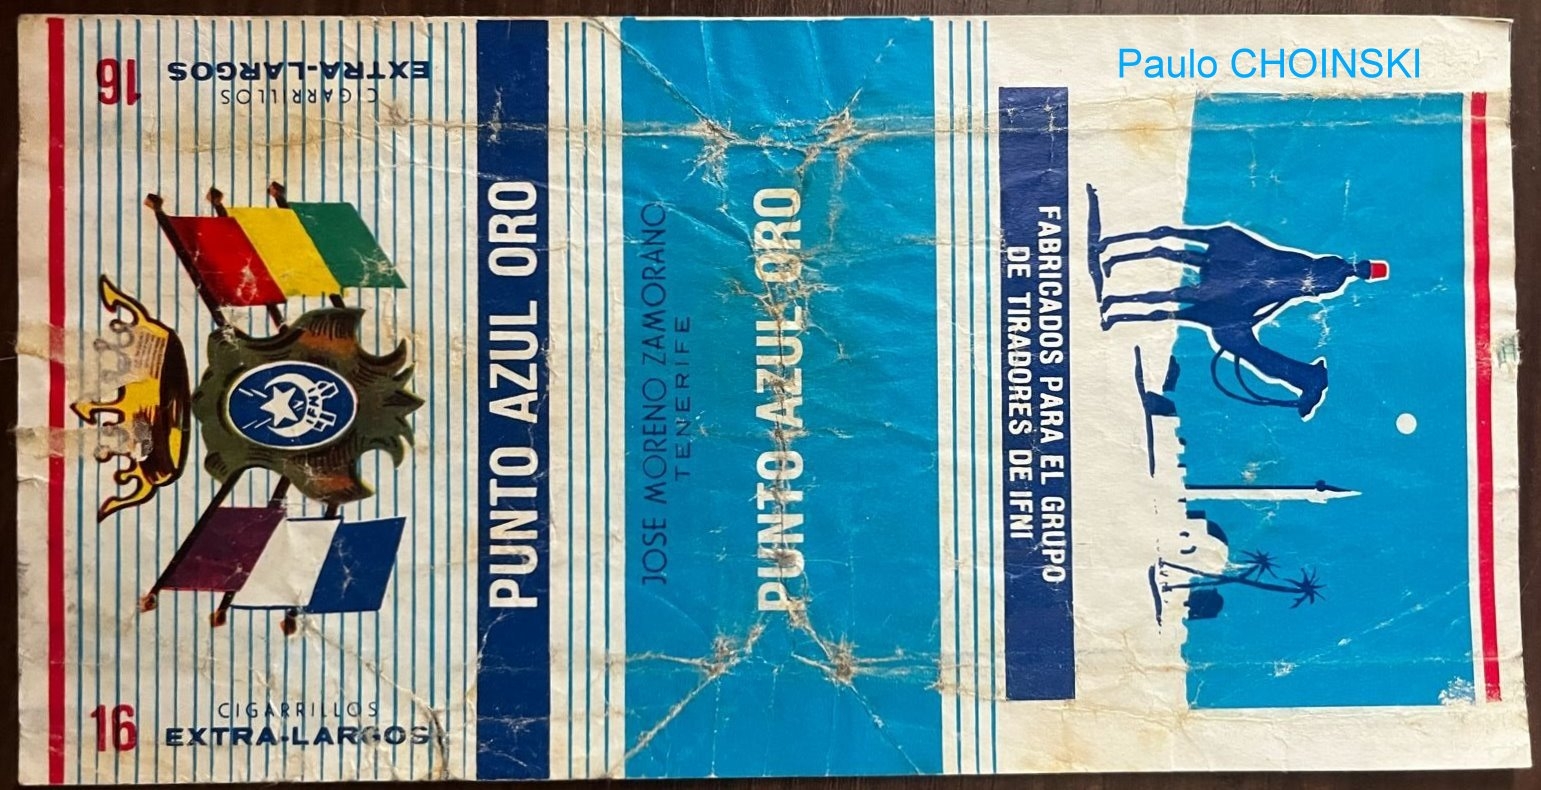 Paulo CHOINSKI
16
CIGARRILLOS
EXTRA-LARGOS
IFNI
16
CIGARRILLOS
EXTRA-LARGOS
PUNTO AZUL ORO
JOSE MORENO ZAMORANO
TENERIFE
PUNTO AZUL ORO
FABRICADOS PARA EL GRUPO
DE TIRADORES DE IFNI